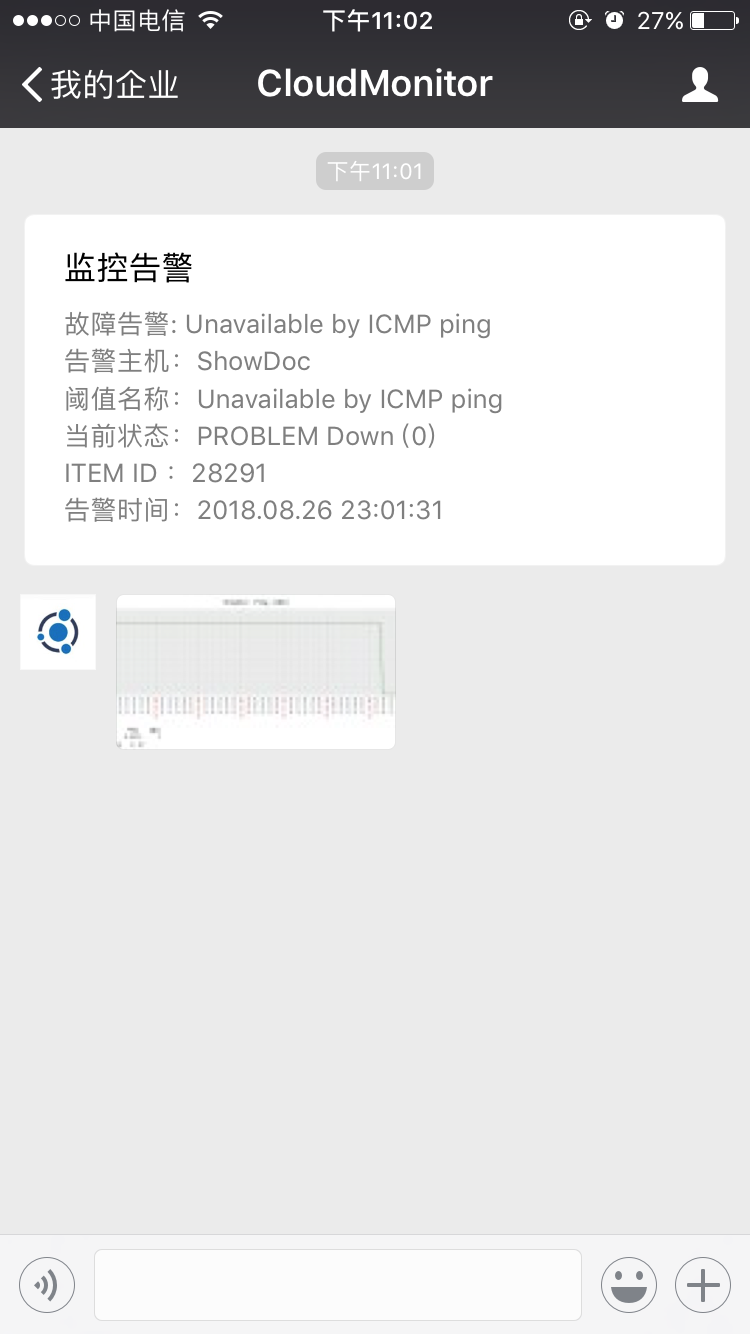 中国电信
下午11:02
27%
我的企业
CloudMonitor
下午11:01
监控告警
故障告警: Unavailable by ICMP ping
告警主机： ShowDoc
阈值名称： Unavailable by ICMP ping
当前状态： PROBLEM Down (0)
ITEM ID： 28291
告警时间： 2018.08.26 23:01:31